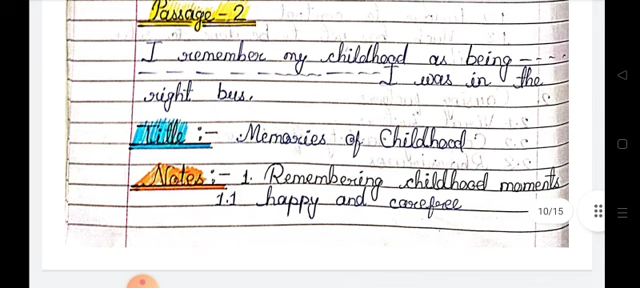 Passage - 2
I remember my childhood as being ----
---------- I was in the
right bus.
Title :- Memories of Childhood
Notes :- 1. Remembering childhood moments
1.1 happy and carefree
10/15